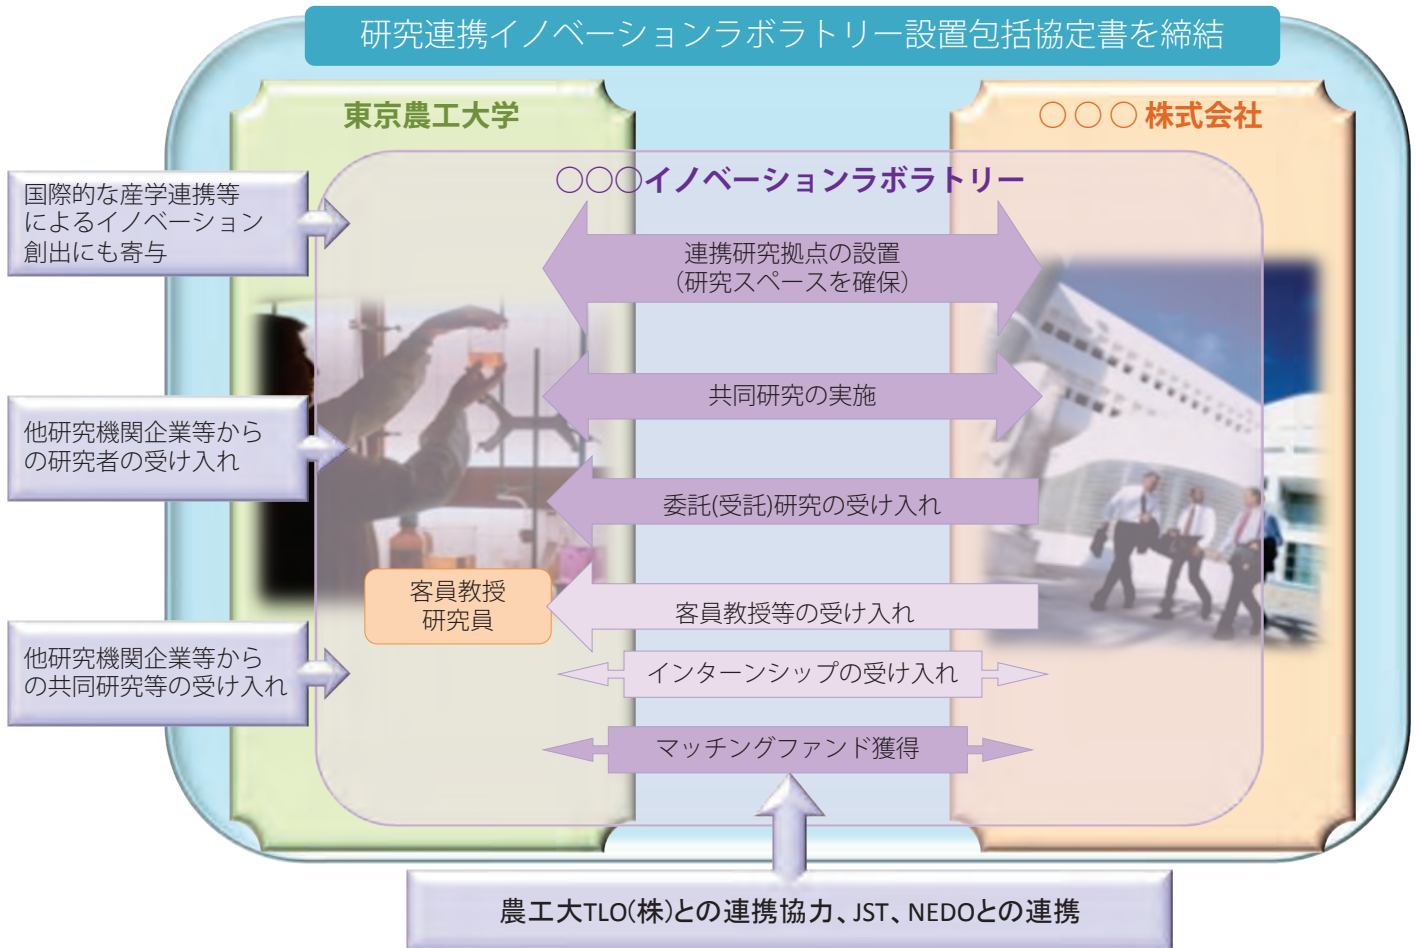 研究連携イノベーションラボラトリー設置包括協定書を締結
東京農工大学
○○○株式会社
○○○イノベーションラボラトリー
国際的な産学連携等
によるイノベーション
創出にも寄与
連携研究拠点の設置
（研究スペースを確保）
共同研究の実施
他研究機関企業等から
の研究者の受け入れ
委託(受託)研究の受け入れ
客員教授
研究員
客員教授等の受け入れ
他研究機関企業等から
の共同研究等の受け入れ
インターンシップの受け入れ
マッチングファンド獲得
農工大TLO(株)との連携協力、JST、NEDOとの連携